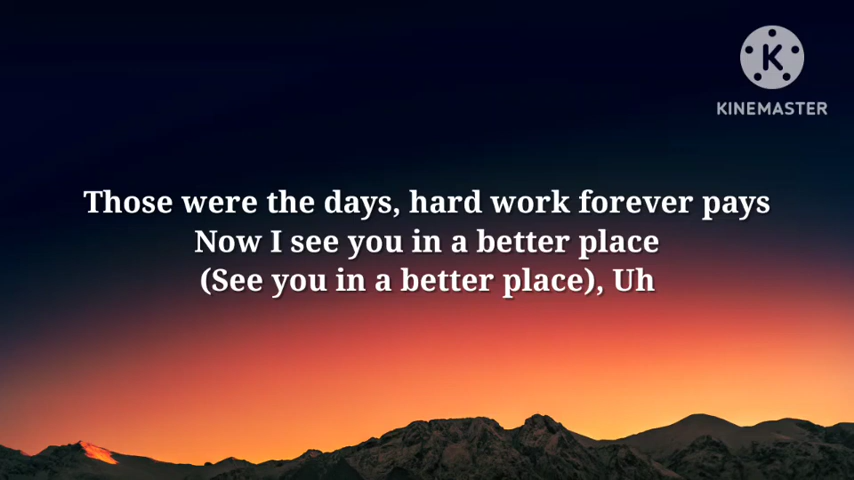 KINEMASTER
Those were the days, hard work forever pays
Now I see you in a better place
(See you in a better place), Uh